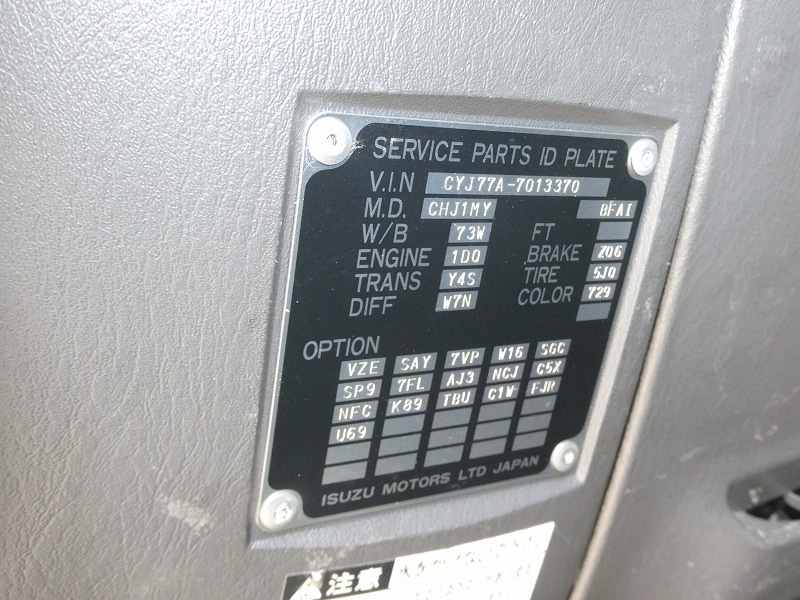 SERVICE PARTS ID PLATE
V.I.N CYJ77A-7013370
M.D. CHJ1MY BFAI
W/B 73W FT
ENGINE 1D0 BRAKE Z06
TRANS Y4S TIRE 5J0
DIFF W7N COLOR 729
OPTION
VZE SAY 7VP W16 SGC
SP9 7FL AJ3 NCJ C5X
NFC K89 TBU C1W FJR
U69
ISUZU MOTORS LTD JAPAN
注意